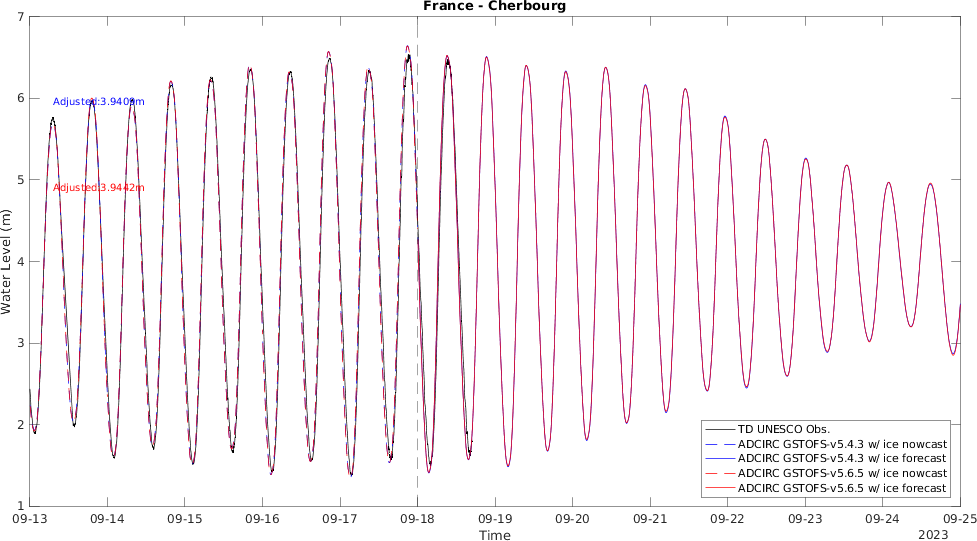 France - Cherbourg
7
6
5
4
3
2
1
Water Level (m)
Adjusted:3.9409m
Adjusted:3.9442m
TD UNESCO Obs.
ADCIRC GSTOFS-v5.4.3 w/ ice nowcast
ADCIRC GSTOFS-v5.4.3 w/ ice forecast
ADCIRC GSTOFS-v5.6.5 w/ ice nowcast
ADCIRC GSTOFS-v5.6.5 w/ ice forecast
09-13 09-14 09-15 09-16 09-17 09-18 09-19 09-20 09-21 09-22 09-23 09-24 09-25
Time
2023